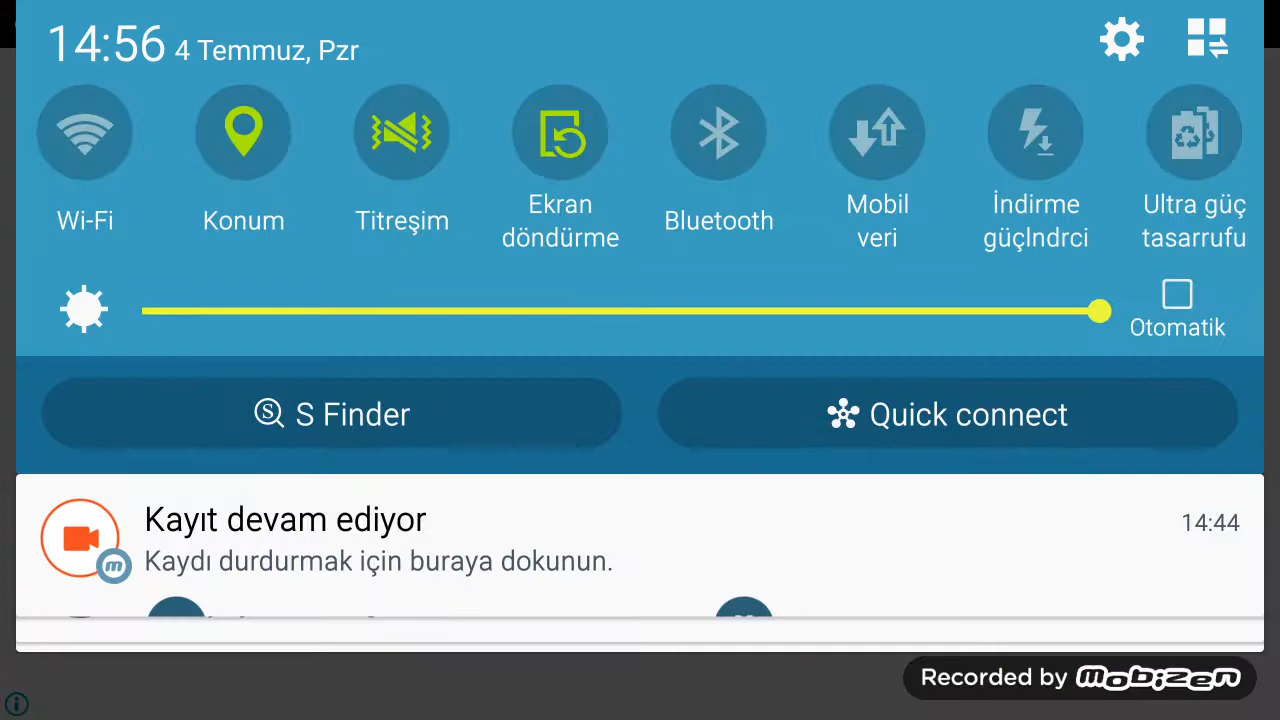 14:56 4 Temmuz, Pzr
Wi-Fi
Konum
Titreşim
Ekran
döndürme
Bluetooth
Mobil
veri
İndirme
güçlndrci
Ultra güç
tasarrufu
Otomatik
S Finder
Quick connect
Kayıt devam ediyor
14:44
Kaydı durdurmak için buraya dokunun.
Recorded by mobizen